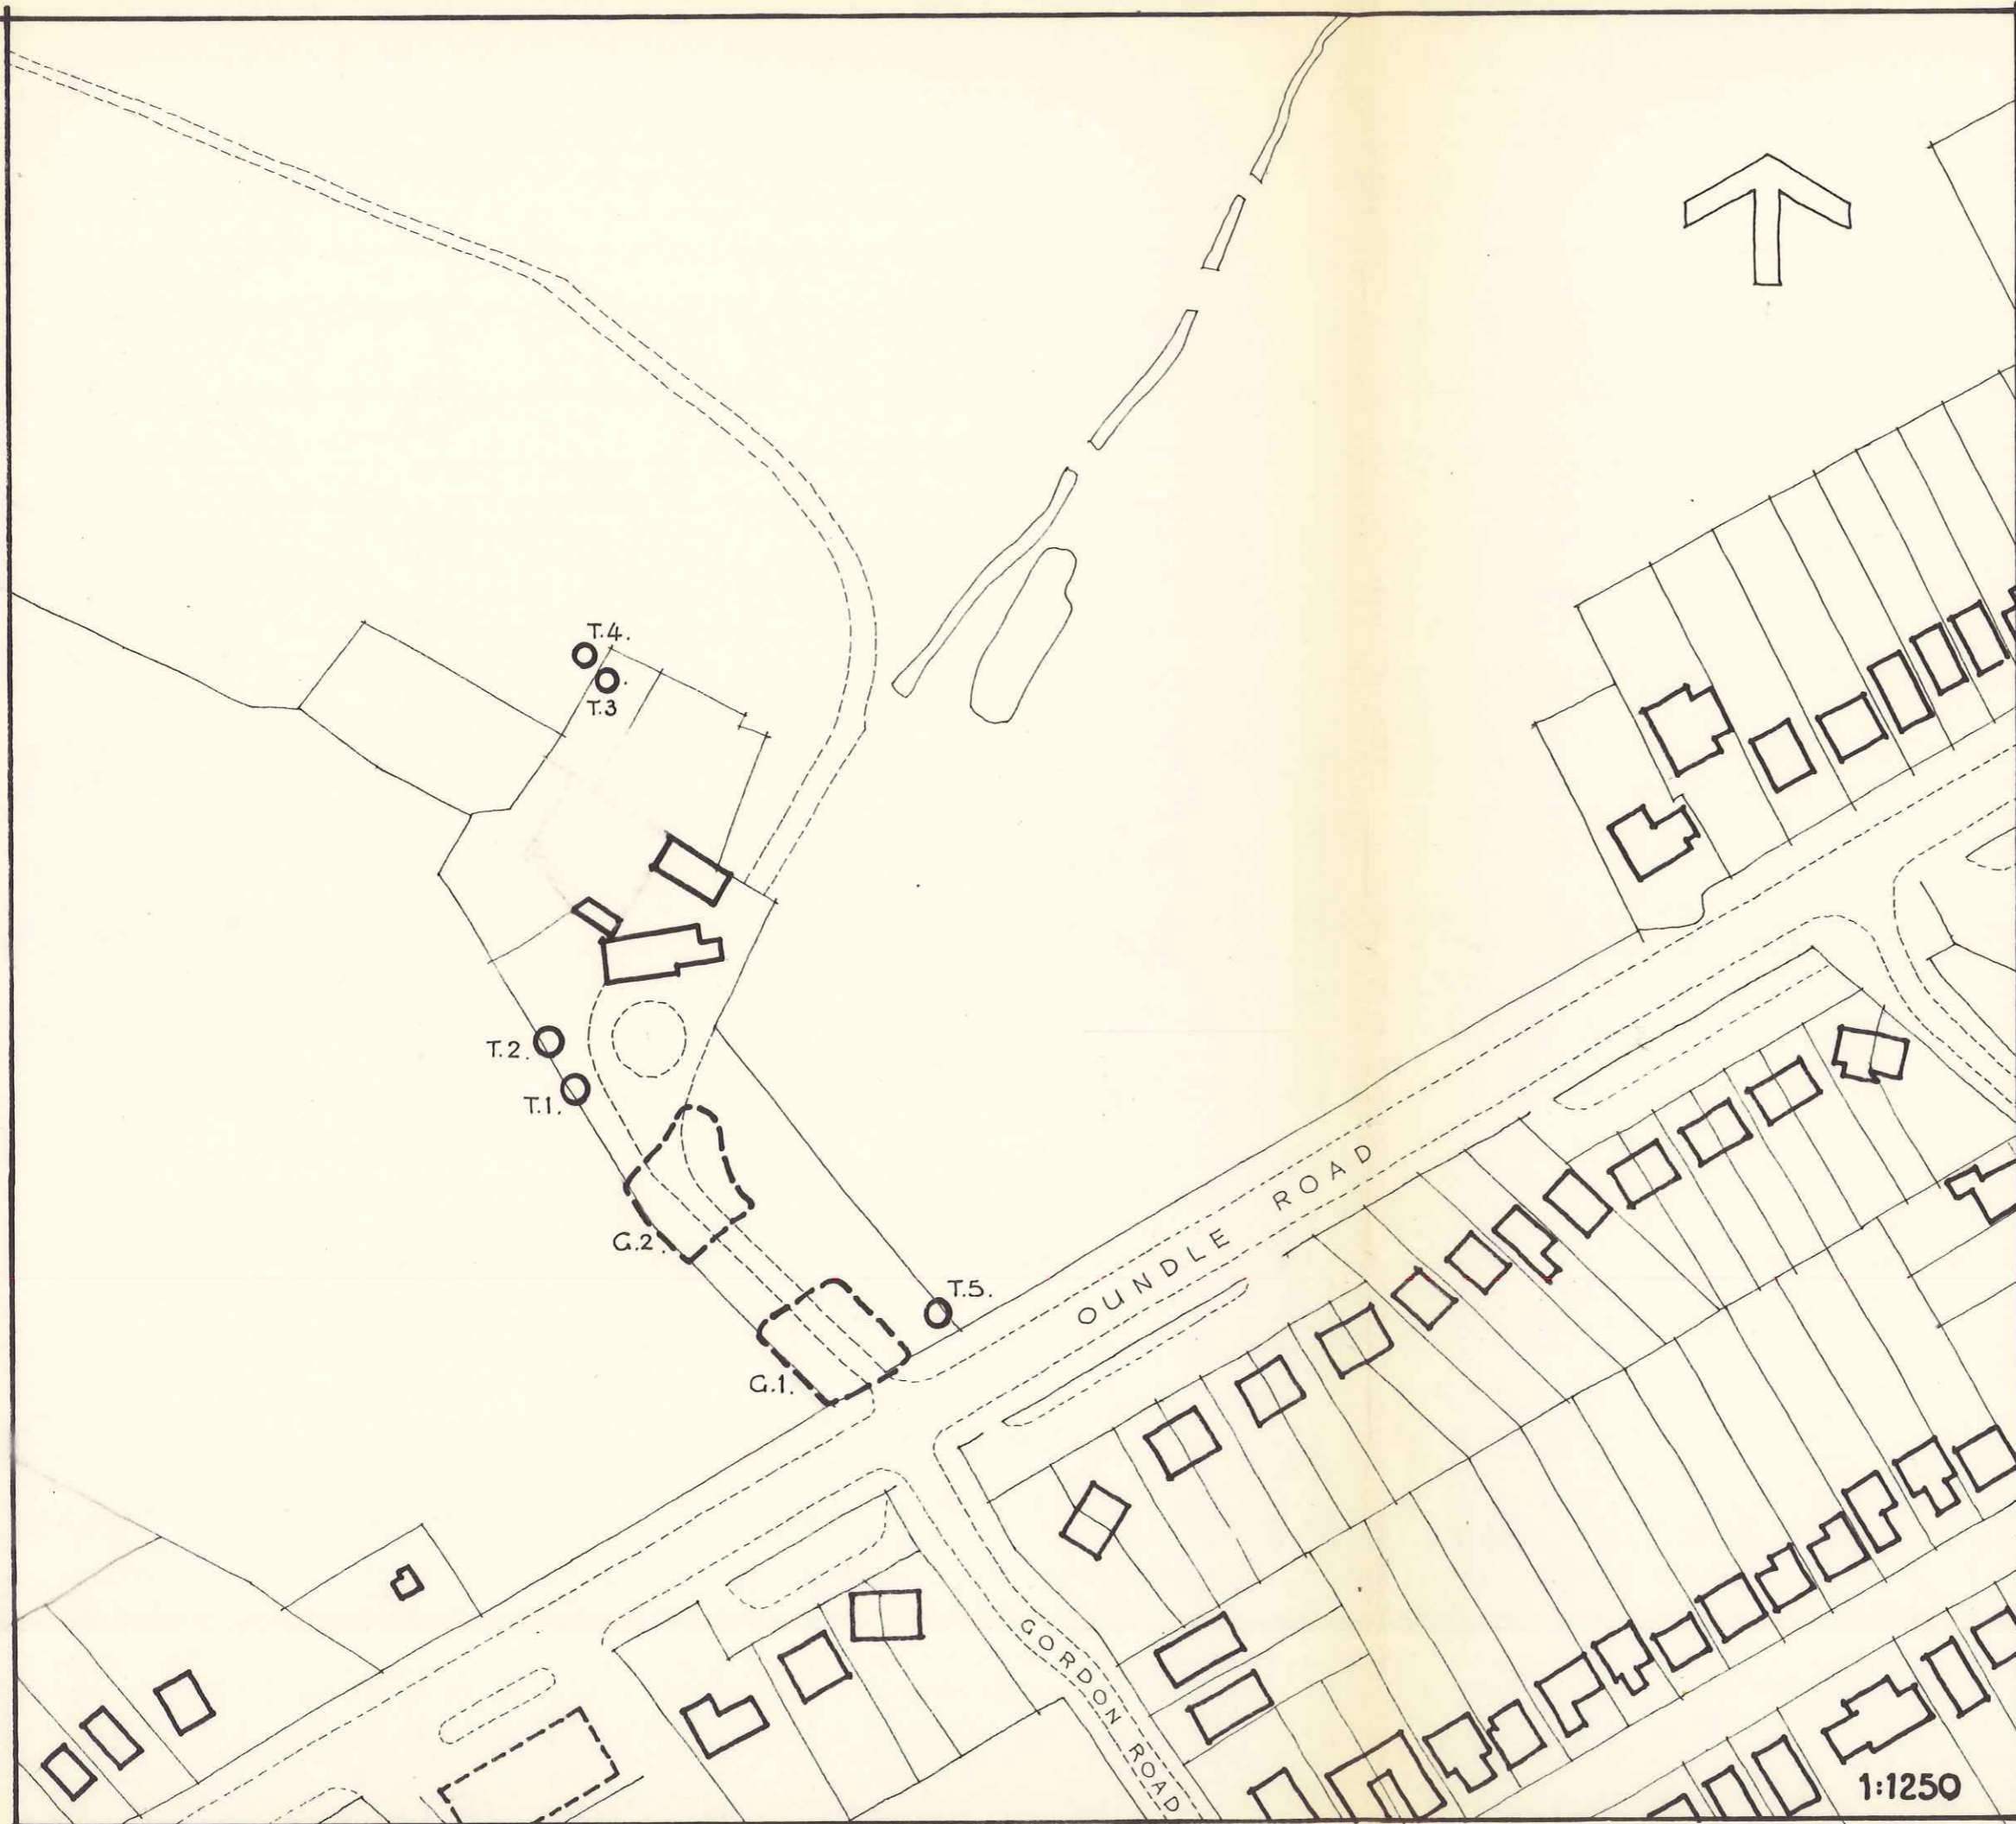 T.4.
T.3
T.2.
T.1.
G.2.
T.5.
G.1.
OUNDLE ROAD
GORDON ROAD
1:1250